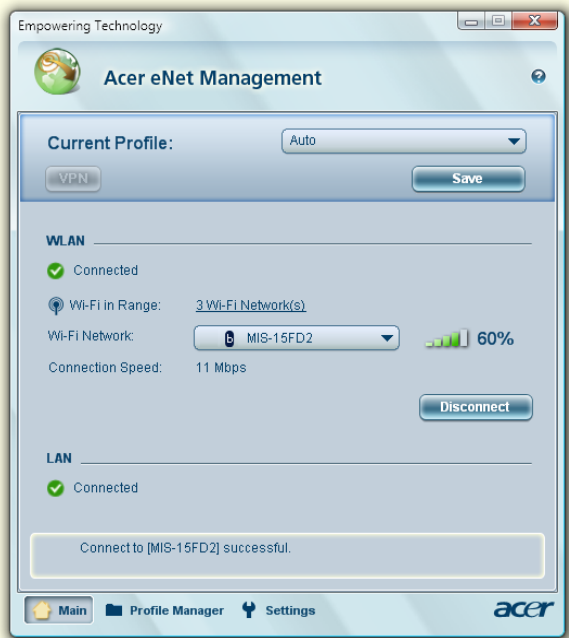 Empowering Technology
Acer eNet Management
Current Profile: Auto
VPN Save
WLAN
Connected
Wi-Fi in Range: 3 Wi-Fi Network(s)
Wi-Fi Network: b MIS-15FD2 60%
Connection Speed: 11 Mbps
Disconnect
LAN
Connected
Connect to [MIS-15FD2] successful.
Main Profile Manager Settings acer